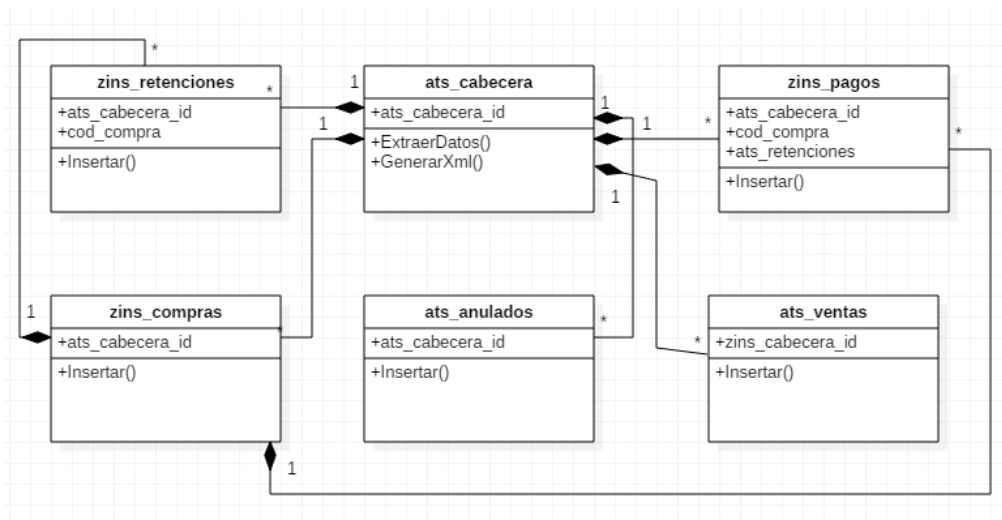 *
zins_retenciones
*
+ats_cabecera_id
+cod_compra
+Insertar()
1
1
ats_cabecera
+ats_cabecera_id
+ExtraerDatos()
+GenerarXml()
1
1
1
*
zins_pagos
+ats_cabecera_id
+cod_compra
+ats_retenciones
+Insertar()
*
1
zins_compras
+ats_cabecera_id
*
+Insertar()
1
ats_anulados
+ats_cabecera_id
+Insertar()
*
*
ats_ventas
+zins_cabecera_id
+Insertar()